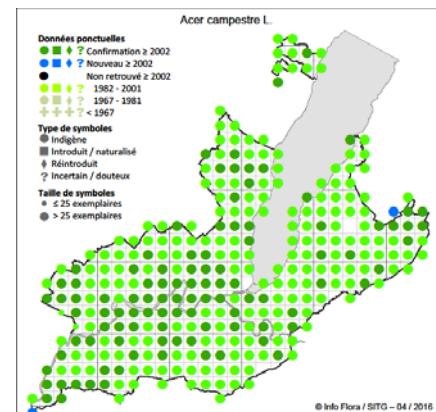 Acer campestre L.
Données ponctuelles
? Confirmation ≥ 2002
? Nouveau ≥ 2002
Non retrouvé ≥ 2002
? 1982 - 2001
? 1967 - 1981
? < 1967
Type de symboles
Indigène
Introduit / naturalisé
Réintroduit
? Incertain / douteux
Taille de symboles
≤ 25 exemplaires
> 25 exemplaires
© Info Flora / SITG – 04 / 2016